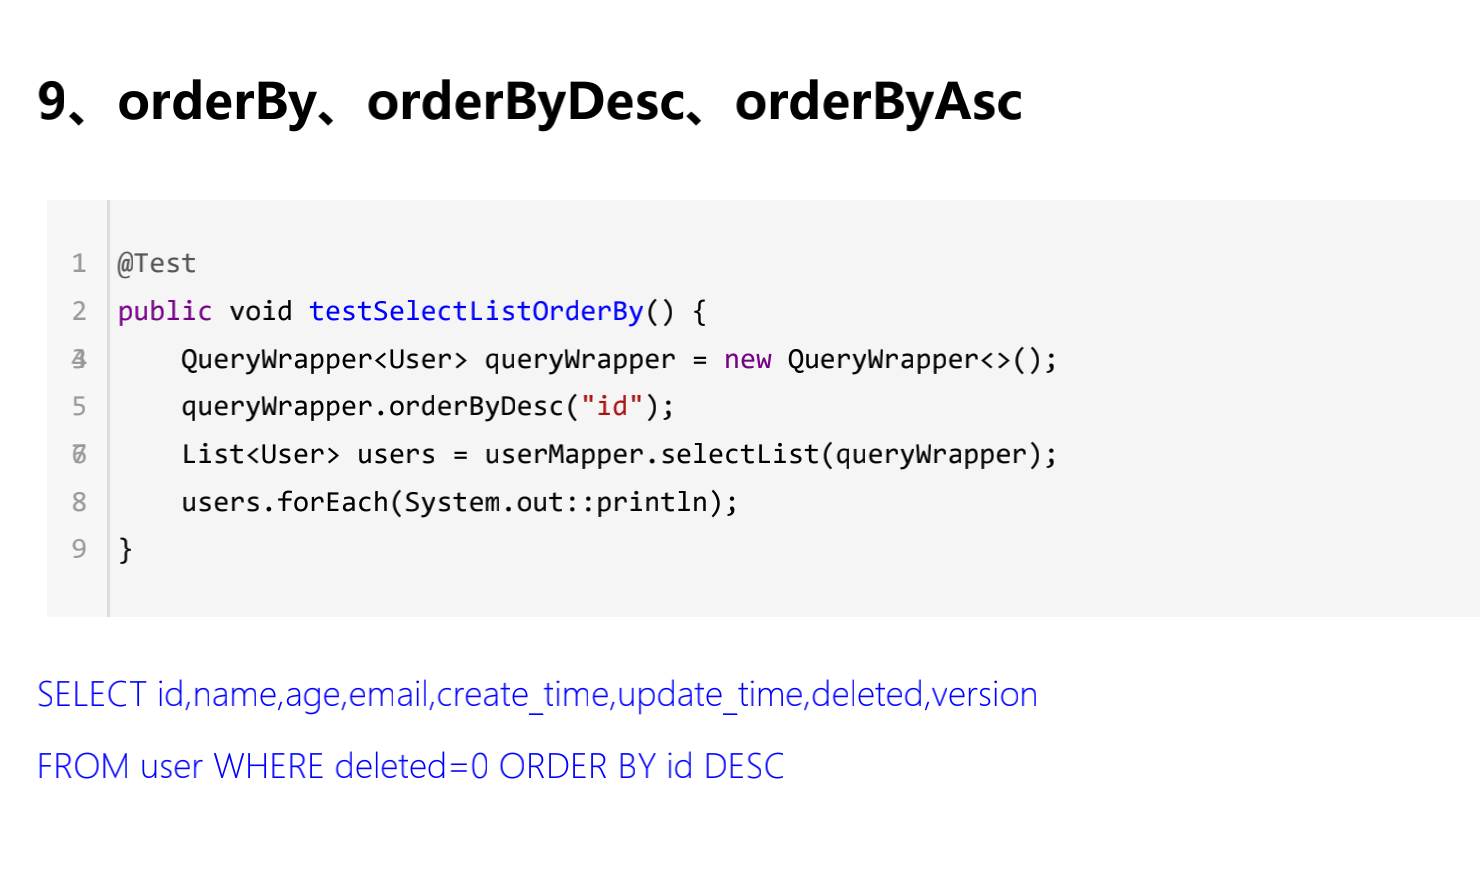 9、orderBy、orderByDesc、orderByAsc
1 @Test
2 public void testSelectListOrderBy() {
3 4 QueryWrapper<User> queryWrapper = new QueryWrapper<>();
5 queryWrapper.orderByDesc("id");
6 7 List<User> users = userMapper.selectList(queryWrapper);
8 users.forEach(System.out::println);
9 }
SELECT id,name,age,email,create_time,update_time,deleted,version
FROM user WHERE deleted=0 ORDER BY id DESC